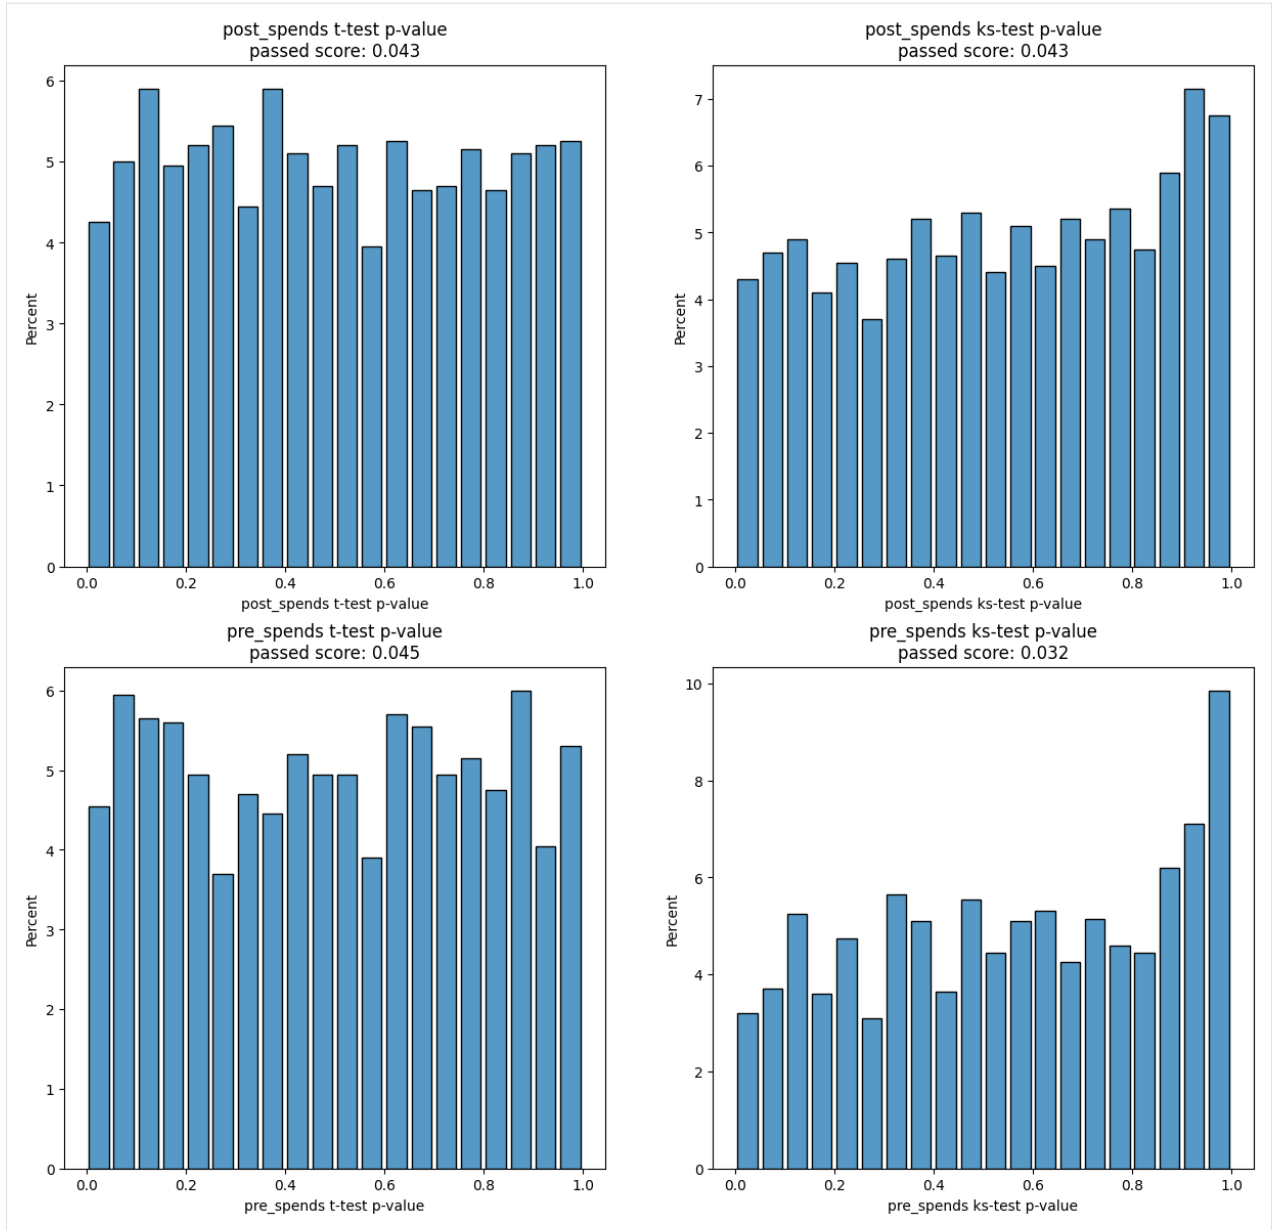 post_spends t-test p-value
passed score: 0.043
6
5
4
3
2
1
0
Percent
0.0 0.2 0.4 0.6 0.8 1.0
post_spends t-test p-value
post_spends ks-test p-value
passed score: 0.043
7
6
5
4
3
2
1
0
Percent
0.0 0.2 0.4 0.6 0.8 1.0
post_spends ks-test p-value
pre_spends t-test p-value
passed score: 0.045
6
5
4
3
2
1
0
Percent
0.0 0.2 0.4 0.6 0.8 1.0
pre_spends t-test p-value
pre_spends ks-test p-value
passed score: 0.032
10
8
6
4
2
0
Percent
0.0 0.2 0.4 0.6 0.8 1.0
pre_spends ks-test p-value